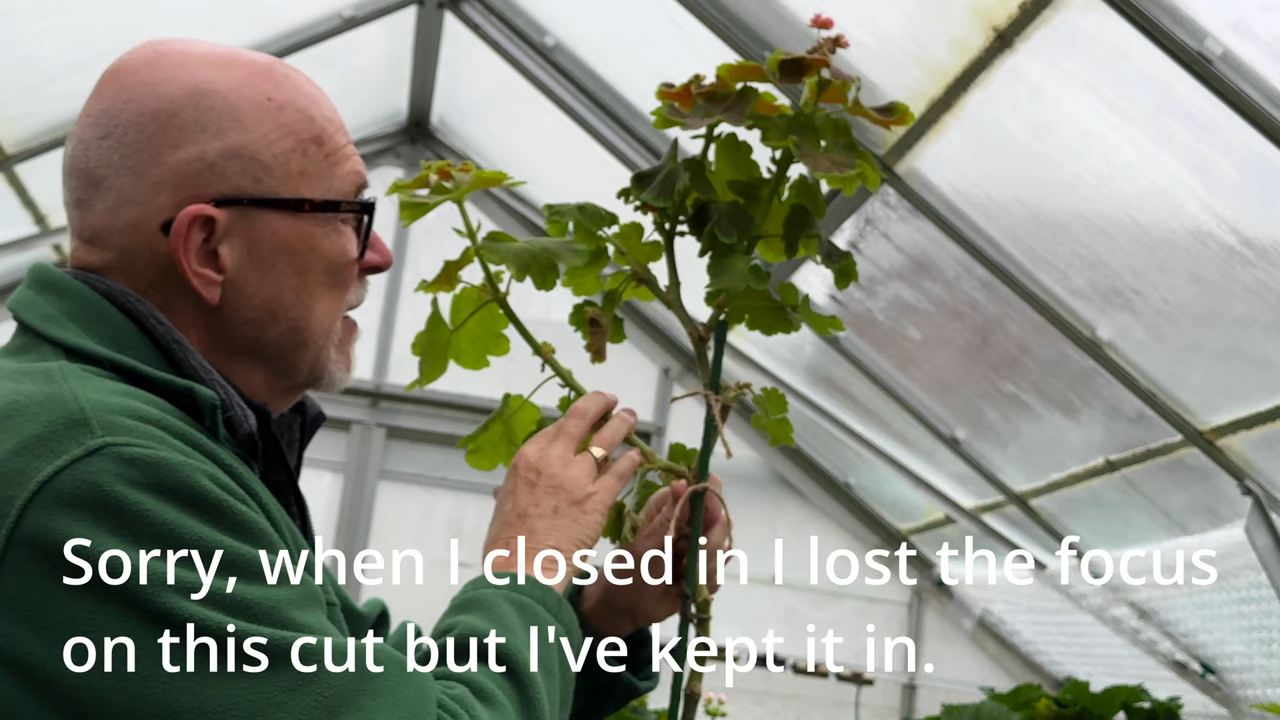 Sorry, when I closed in I lost the focus
on this cut but I've kept it in.